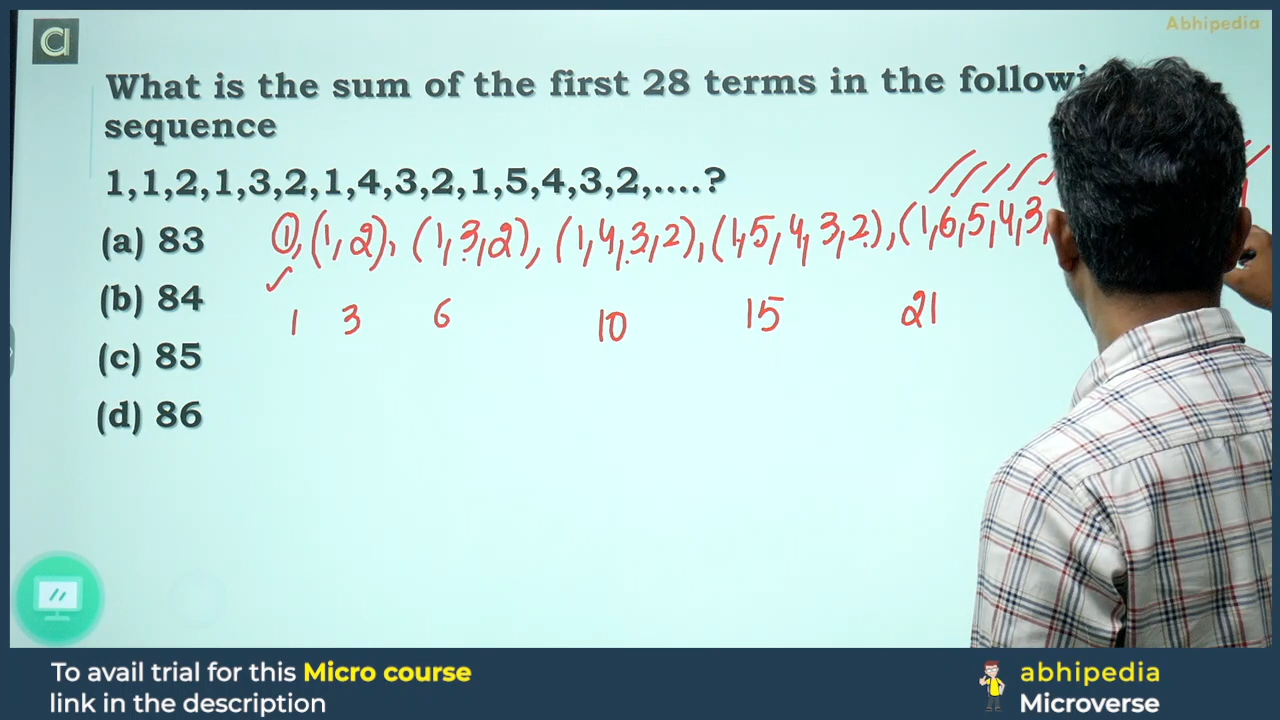 Abhipedia
a
What is the sum of the first 28 terms in the
sequence
1,1,2,1,3,2,1,4,3,2,1,5,4,3,2,....?
(a) 83
1, (1, 2), (1, 3, 2), (1, 4, 3, 2), (1, 5, 4, 3, 2), (1, 6, 5, 4, 3,
(b) 84
1 3 6 10 15 21
(c) 85
(d) 86
To avail trial for this Micro course
link in the description
abhipedia
Microverse